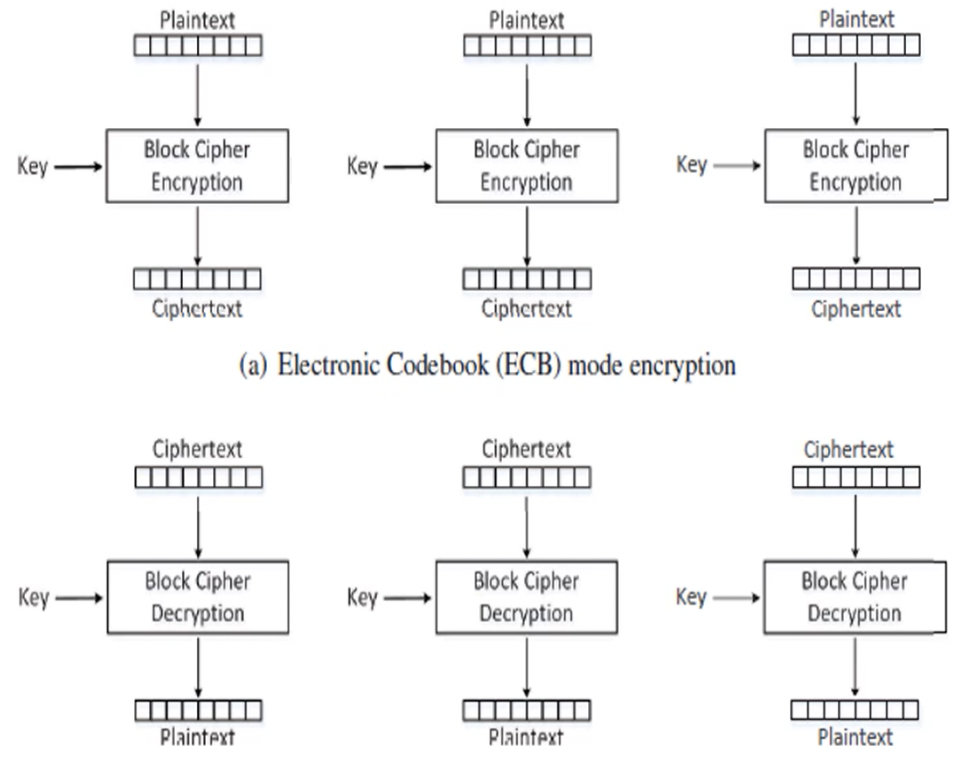 Plaintext Plaintext Plaintext
Key Block Cipher Encryption Key Block Cipher Encryption Key Block Cipher Encryption
Ciphertext Ciphertext Ciphertext
(a) Electronic Codebook (ECB) mode encryption
Ciphertext Ciphertext Ciphertext
Key Block Cipher Decryption Key Block Cipher Decryption Key Block Cipher Decryption
Plaintext Plaintext Plaintext